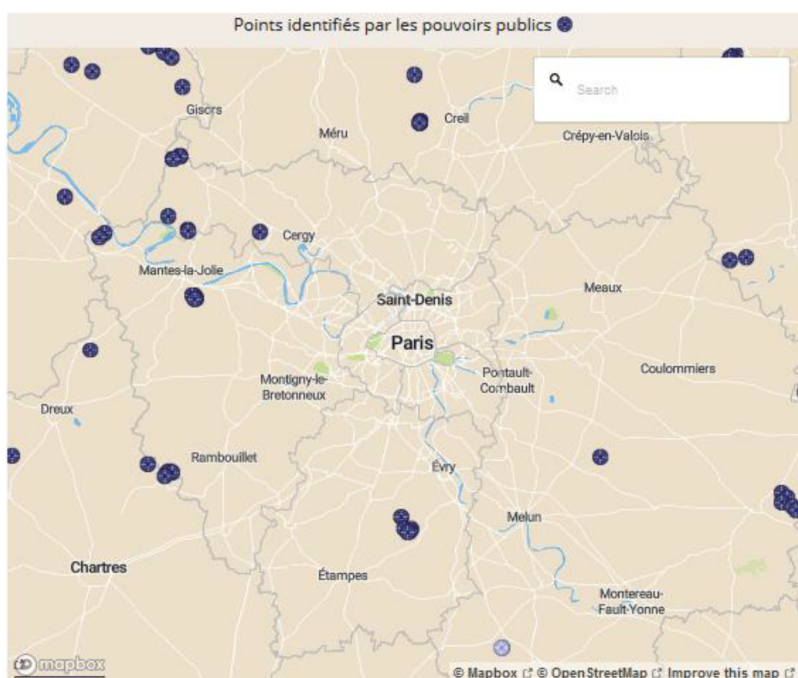 Points identifiés par les pouvoirs publics
Search
Gisors
Méru
Creil
Crépy-en-Valois
Cergy
Mantes-la-Jolie
Saint-Denis
Meaux
Paris
Montigny-le-
Bretonneux
Pontault-
Combault
Coulommiers
Dreux
Rambouillet
Évry
Melun
Chartres
Étampes
Montereau-
Fault-Yonne
mapbox
© Mapbox © OpenStreetMap Improve this map